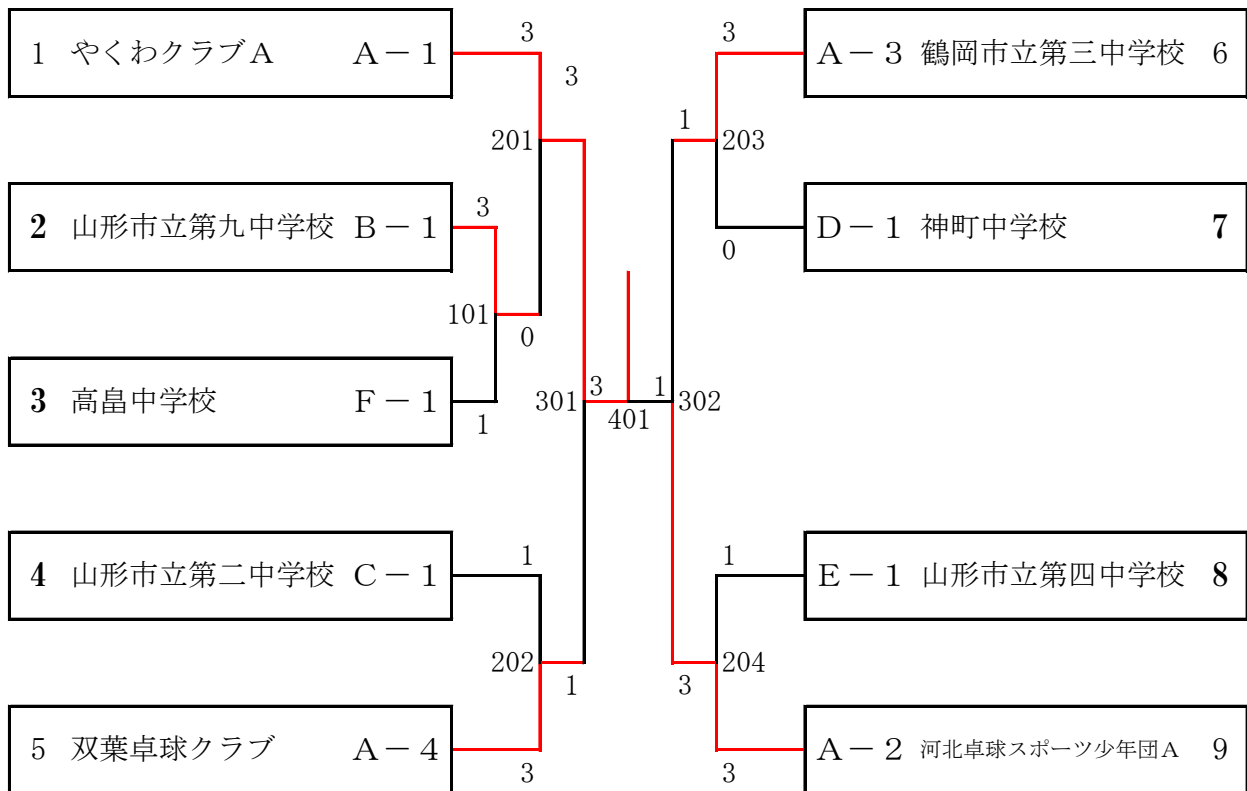 1 やくわクラブA A-1
3
3
201
2 山形市立第九中学校 B-1
3
101
0
3 高畠中学校 F-1
1
301
3
401
4 山形市立第二中学校 C-1
1
202
1
5 双葉卓球クラブ A-4
3
3
A-3 鶴岡市立第三中学校 6
1
203
D-1 神町中学校 7
0
1
302
1
E-1 山形市立第四中学校 8
204
3
A-2 河北卓球スポーツ少年団A 9
3